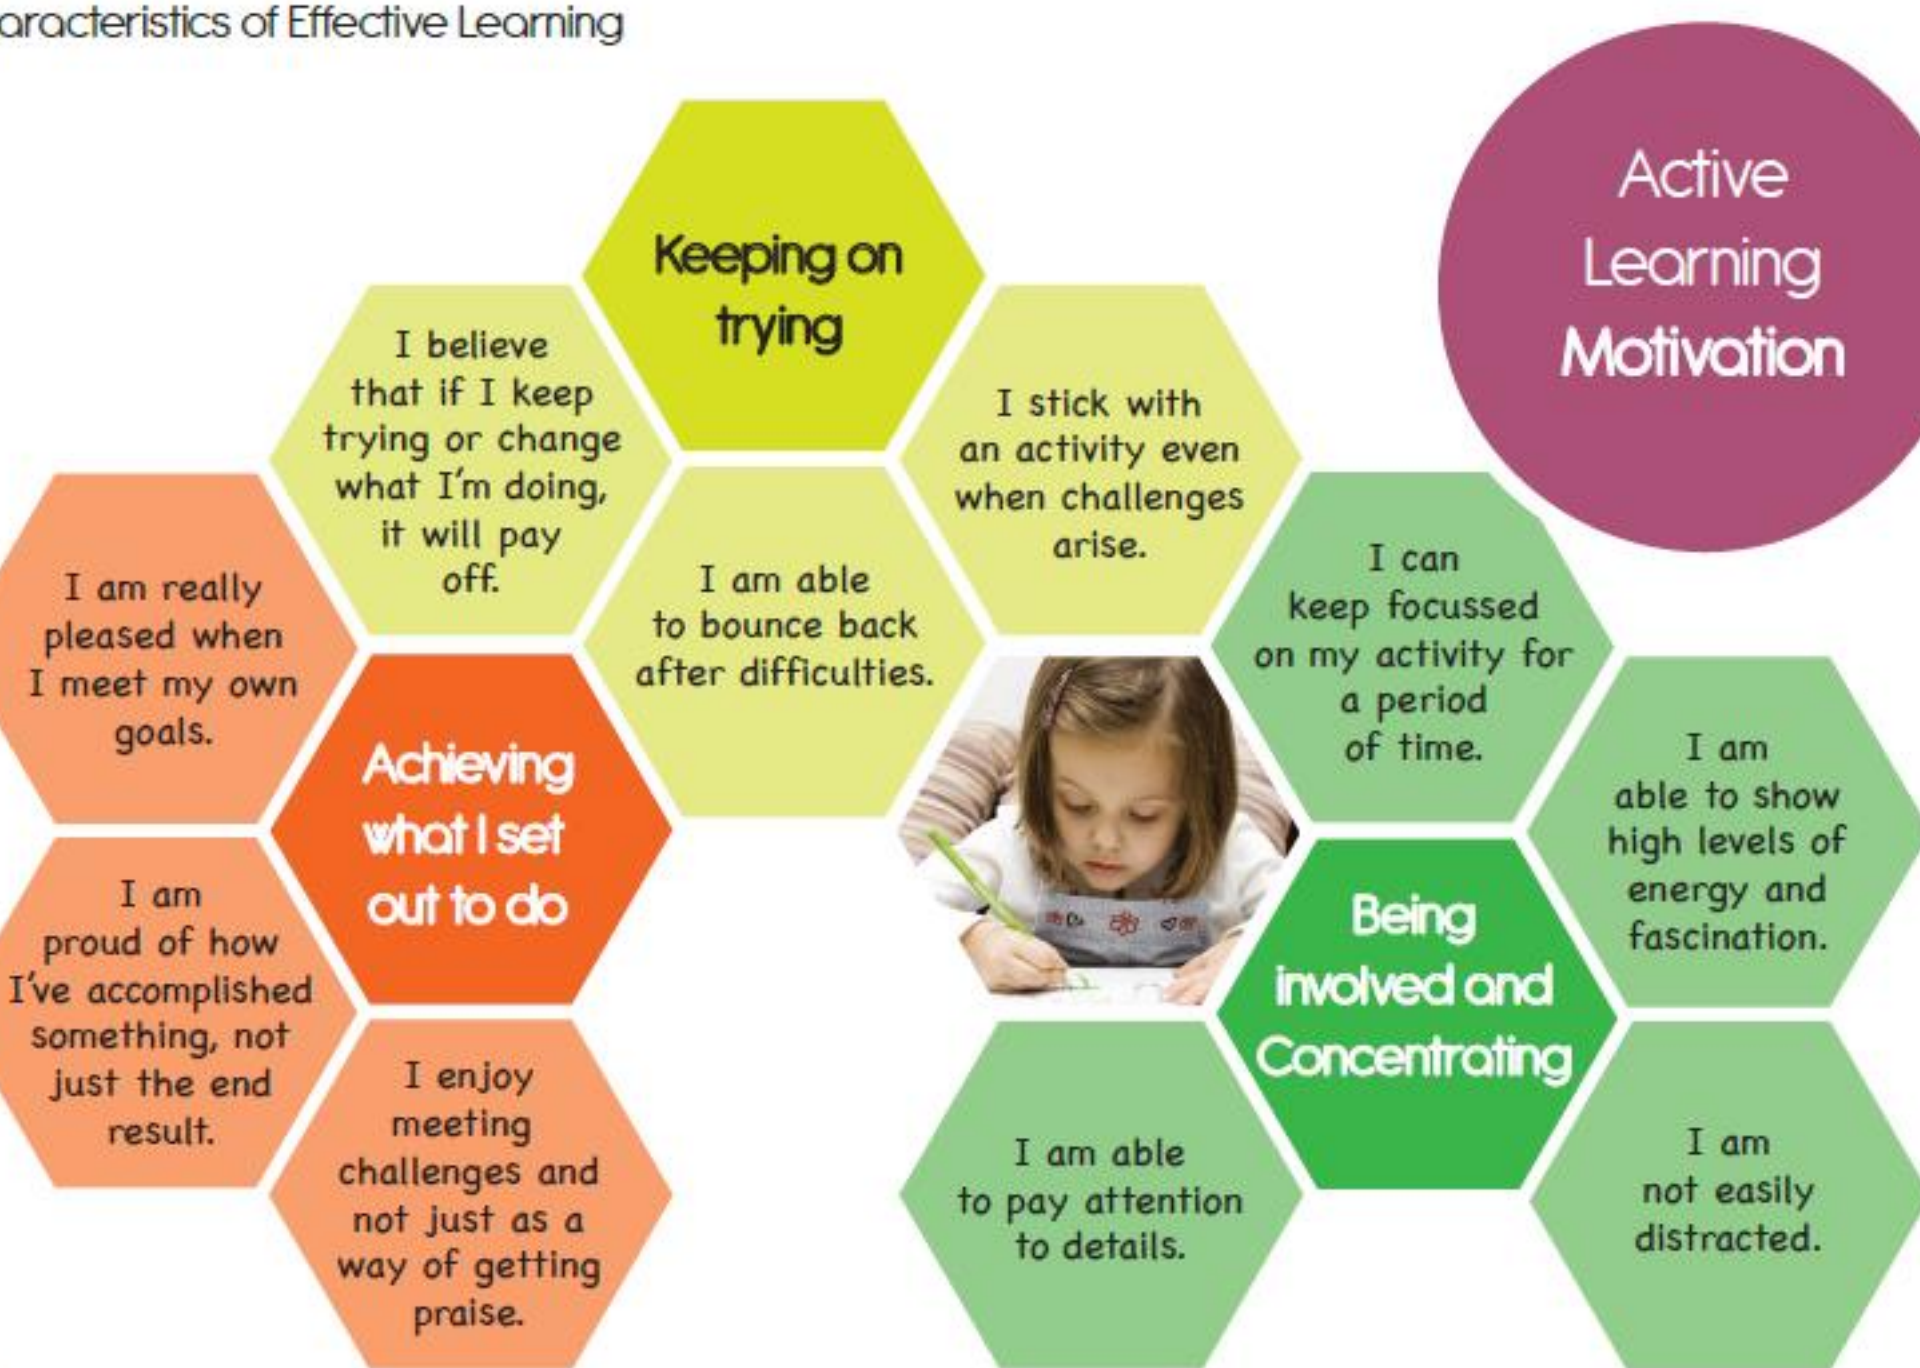 aracteristics of Effective Learning
Active
Learning
Motivation
Keeping on
trying
I believe
that if I keep
trying or change
what I'm doing,
it will pay
off.
I stick with
an activity even
when challenges
arise.
I am able
to bounce back
after difficulties.
I am really
pleased when
I meet my own
goals.
Achieving
what I set
out to do
I am
proud of how
I've accomplished
something, not
just the end
result.
I enjoy
meeting
challenges and
not just as a
way of getting
praise.
I can
keep focussed
on my activity for
a period
of time.
I am
able to show
high levels of
energy and
fascination.
Being
involved and
Concentrating
I am able
to pay attention
to details.
I am
not easily
distracted.